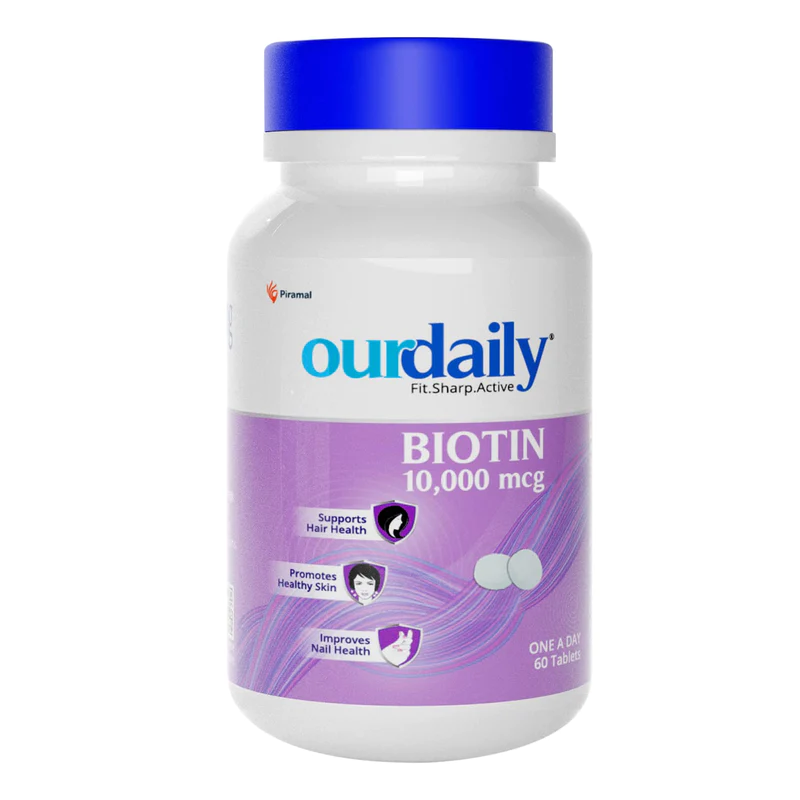 Piramal
ourdaily®
Fit.Sharp.Active
BIOTIN
10,000 mcg
Supports
Hair Health
Promotes
Healthy Skin
Improves
Nail Health
ONE A DAY
60 Tablets